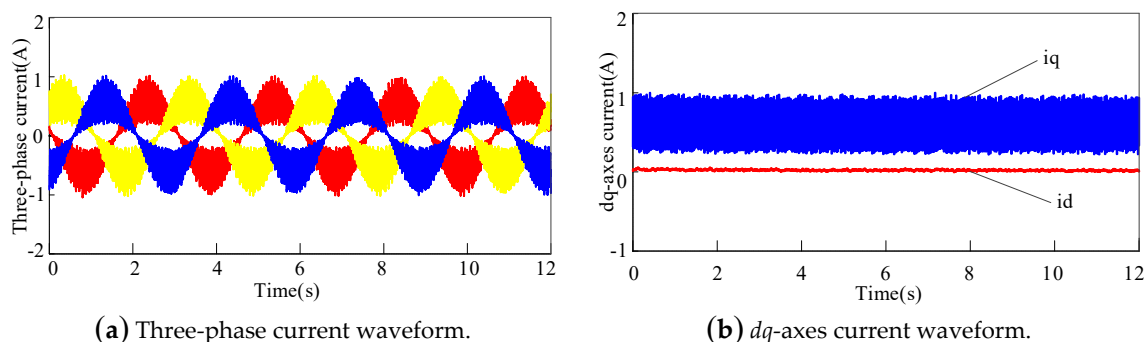 Three-phase current(A)
2
1
0
-1
-2
0 2 4 6 8 10 12
Time(s)
(a) Three-phase current waveform.
dq-axes current(A)
2
1
0
-1
iq
id
0 2 4 6 8 10 12
Time(s)
(b) dq-axes current waveform.